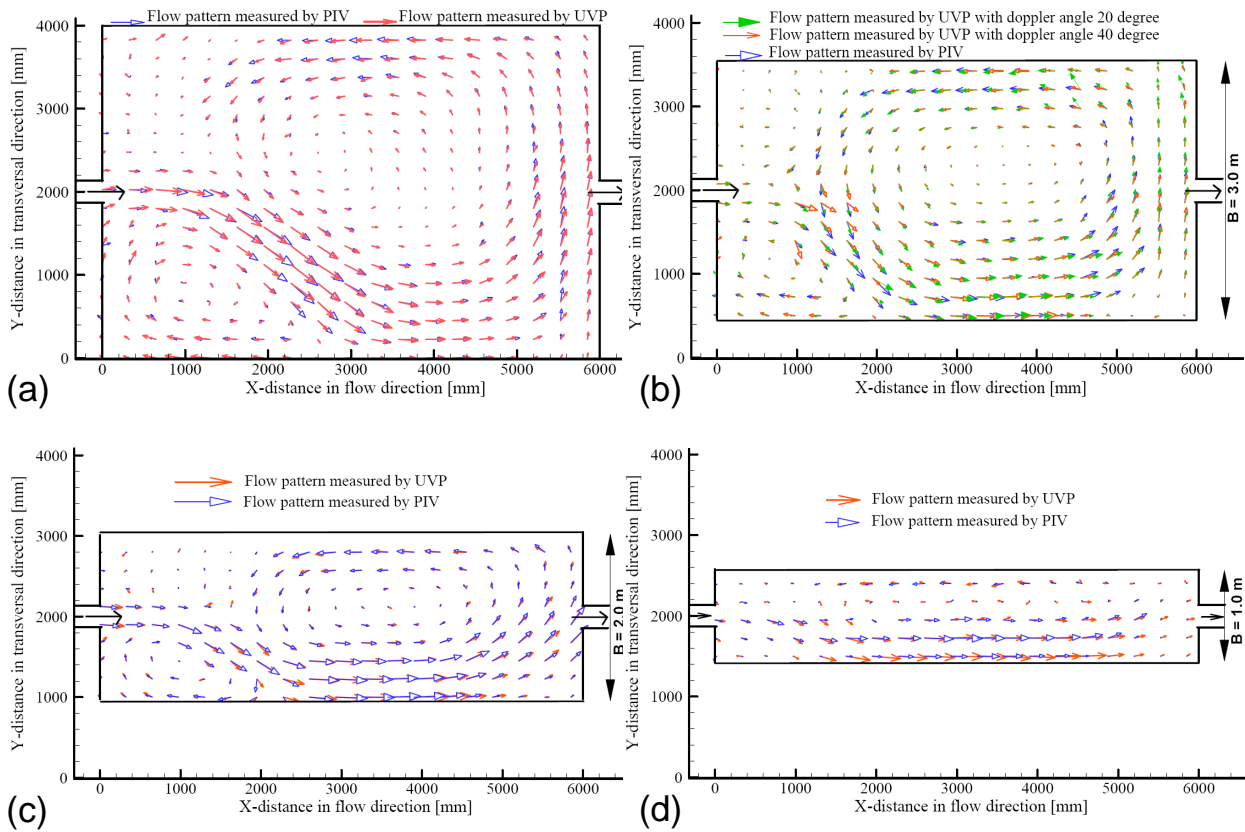 Flow pattern measured by PIV
Flow pattern measured by UVP
4000
3000
2000
1000
0
Y-distance in transversal direction [mm]
0 1000 2000 3000 4000 5000 6000
X-distance in flow direction [mm]
(a)
Flow pattern measured by UVP with doppler angle 20 degree
Flow pattern measured by UVP with doppler angle 40 degree
Flow pattern measured by PIV
4000
3000
2000
1000
0
Y-distance in transversal direction [mm]
B = 3.0 m
0 1000 2000 3000 4000 5000 6000
X-distance in flow direction [mm]
(b)
Flow pattern measured by UVP
Flow pattern measured by PIV
4000
3000
2000
1000
0
Y-distance in transversal direction [mm]
B = 2.0 m
0 1000 2000 3000 4000 5000 6000
X-distance in flow direction [mm]
(c)
Flow pattern measured by UVP
Flow pattern measured by PIV
4000
3000
2000
1000
0
Y-distance in transversal direction [mm]
B = 1.0 m
0 1000 2000 3000 4000 5000 6000
X-distance in flow direction [mm]
(d)